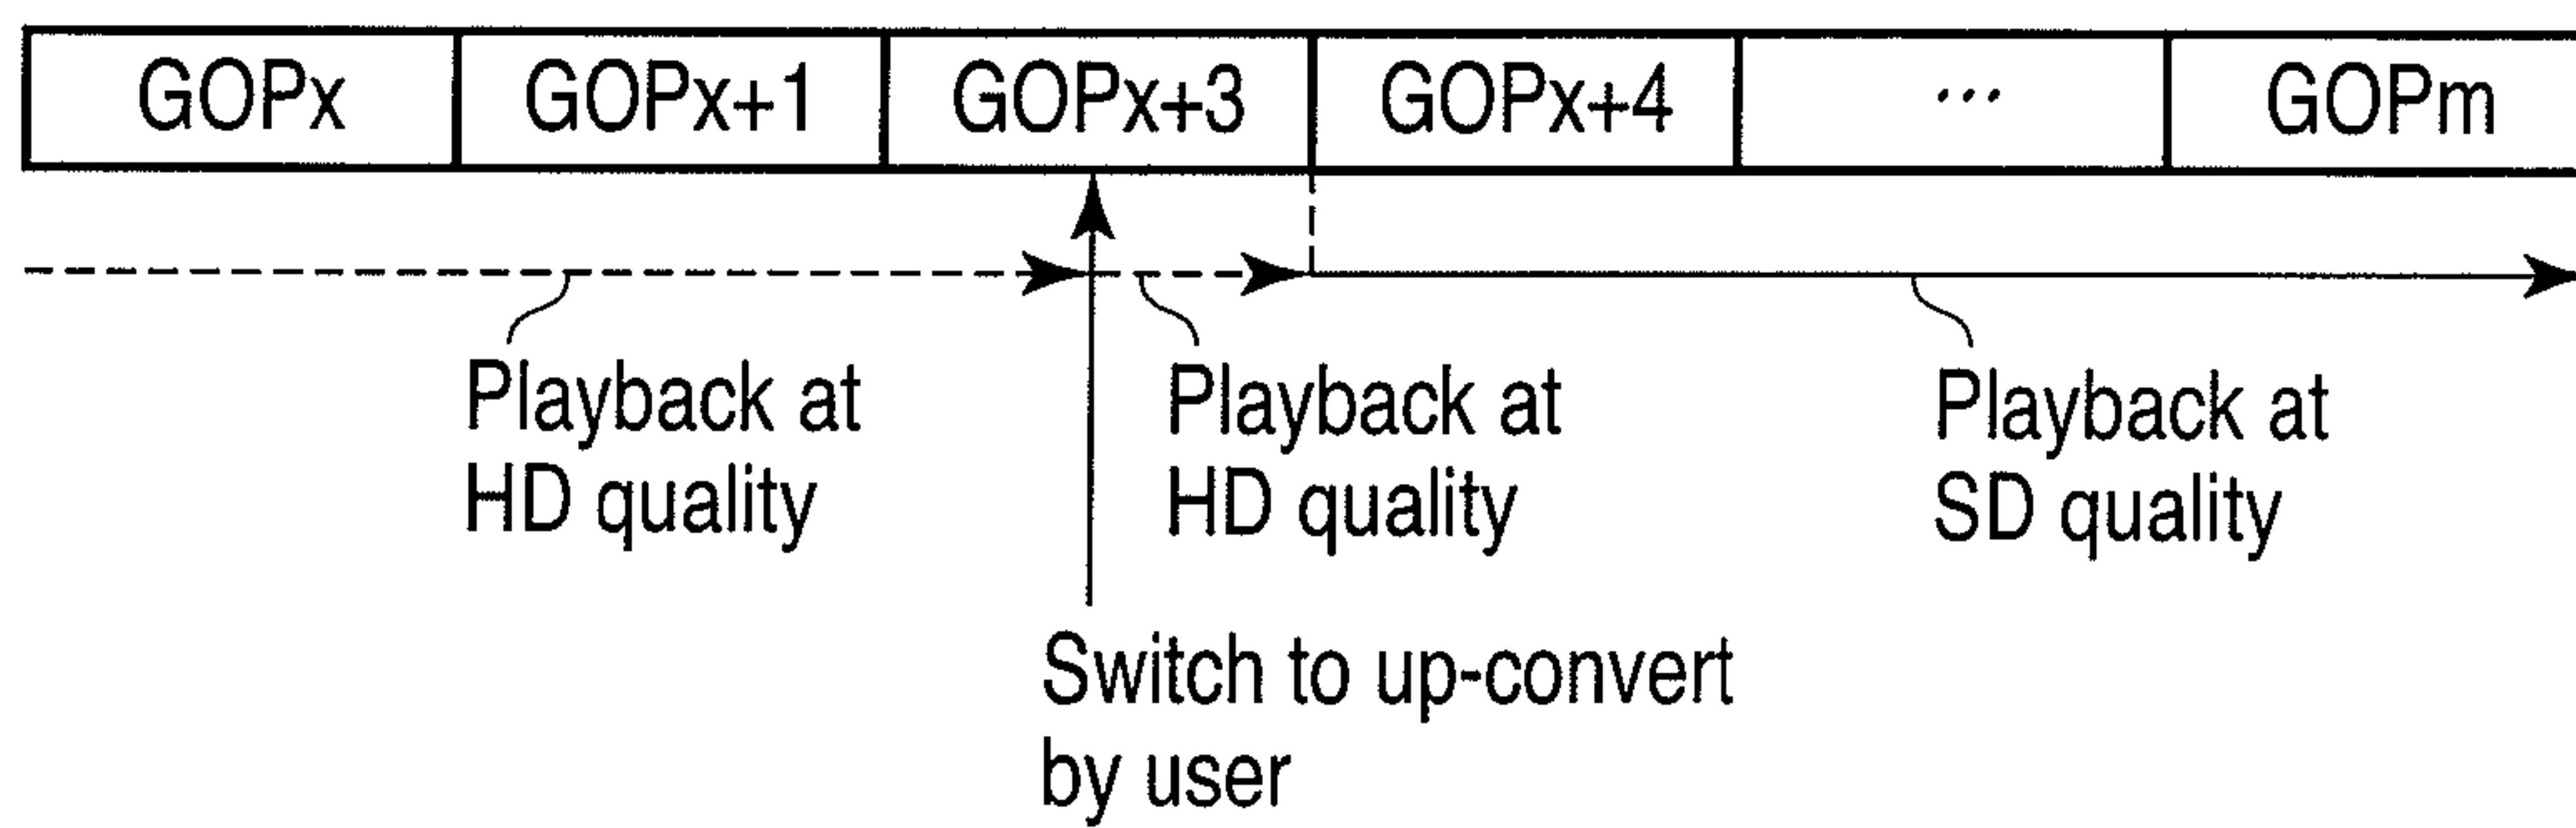 GOPx GOPx+1 GOPx+3 GOPx+4 ... GOPm
Playback at
HD quality
Playback at
HD quality
Playback at
SD quality
Switch to up-convert
by user